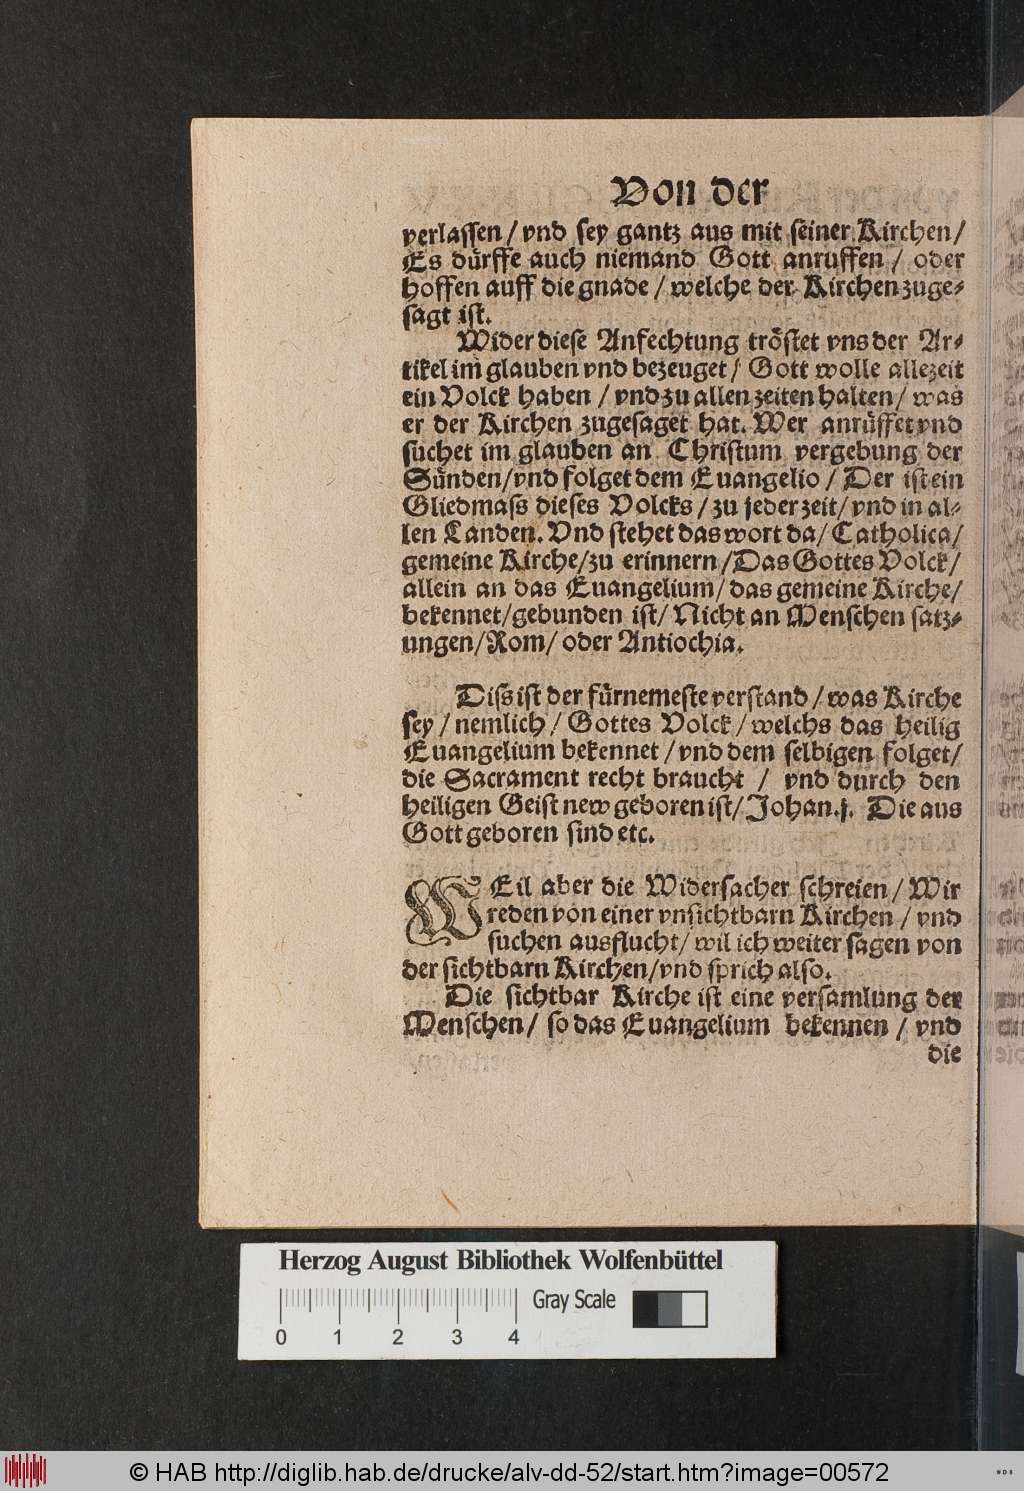 Von der
verlaſſen / vnd ſey gantz aus mit ſeiner Kirchen /
Es dürffe auch niemand Gott anruffen / oder
hoffen auff die gnade / welche der Kirchen zuge-
ſagt iſt.
Wider dieſe Anfechtung tröſtet vns der Ar-
tikel im glauben vnd bezeuget / Gott wolle allezeit
ein Volck haben / vnd zu allen zeiten halten / was
er der Kirchen zugeſaget hat. Wer anrüffet vnd
ſuchet im glauben an Chriſtum vergebung der
Sünden / vnd folget dem Euangelio / Der iſt ein
Gliedmaſs dieſes Volcks / zu jeder zeit / vnd in al-
len Landen. Vnd ſtehet das wort da / Catholica /
gemeine Kirche / zu erinnern / Das Gottes Volck /
allein an das Euangelium / das gemeine Kirche /
bekennet / gebunden iſt / Nicht an Menſchen ſatz-
ungen / Rom / oder Antiochia.
Diſs iſt der fürnemeſte verſtand / was Kirche
ſey / nemlich / Gottes Volck / welchs das heilig
Euangelium bekennet / vnd dem ſelbigen folget /
die Sacrament recht braucht / vnd durch den
heiligen Geiſt new geboren iſt / Johan. j. Die aus
Gott geboren ſind etc.
WEil aber die Widerſacher ſchreien / Wir
reden von einer vnſichtbarn Kirchen / vnd
ſuchen ausflucht / wil ich weiter ſagen von
der ſichtbarn Kirchen / vnd ſprich alſo.
Die ſichtbar Kirche iſt eine verſamlung der
Menſchen / ſo das Euangelium bekennen / vnd
die
Herzog August Bibliothek Wolfenbüttel
Gray Scale
0 1 2 3 4
© HAB http://diglib.hab.de/drucke/alv-dd-52/start.htm?image=00572